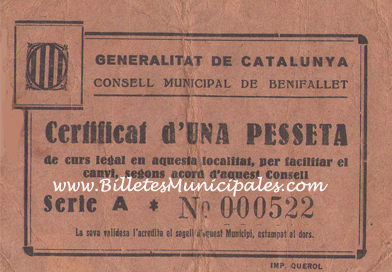 GENERALITAT DE CATALUNYA
CONSELL MUNICIPAL DE BENIFALLET
Certificat d'UNA PESSETA
de curs legal en aquesta localitat, per facilitar el
canvi, segons acord d'aquest Consell
www.BilletesMunicipales.com
Serie A * Nº 000522
La seva validesa l'acredita el segell d'aquest Municipi, estampat al dors.
IMP. QUEROL